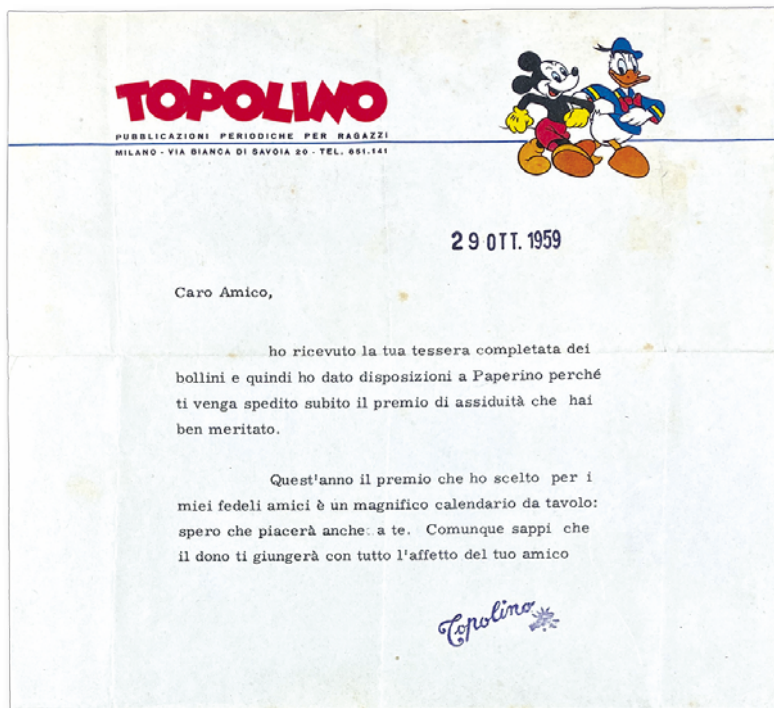 TOPOLINO
PUBBLICAZIONI PERIODICHE PER RAGAZZI
MILANO - VIA BIANCA DI SAVOIA 20 - TEL. 851.141
29 OTT. 1959
Caro Amico,
ho ricevuto la tua tessera completata dei
bollini e quindi ho dato disposizioni a Paperino perché
ti venga spedito subito il premio di assiduità che hai
ben meritato.
Quest'anno il premio che ho scelto per i
miei fedeli amici è un magnifico calendario da tavolo:
spero che piacerà anche: a te. Comunque sappi che
il dono ti giungerà con tutto l'affetto del tuo amico
Topolino